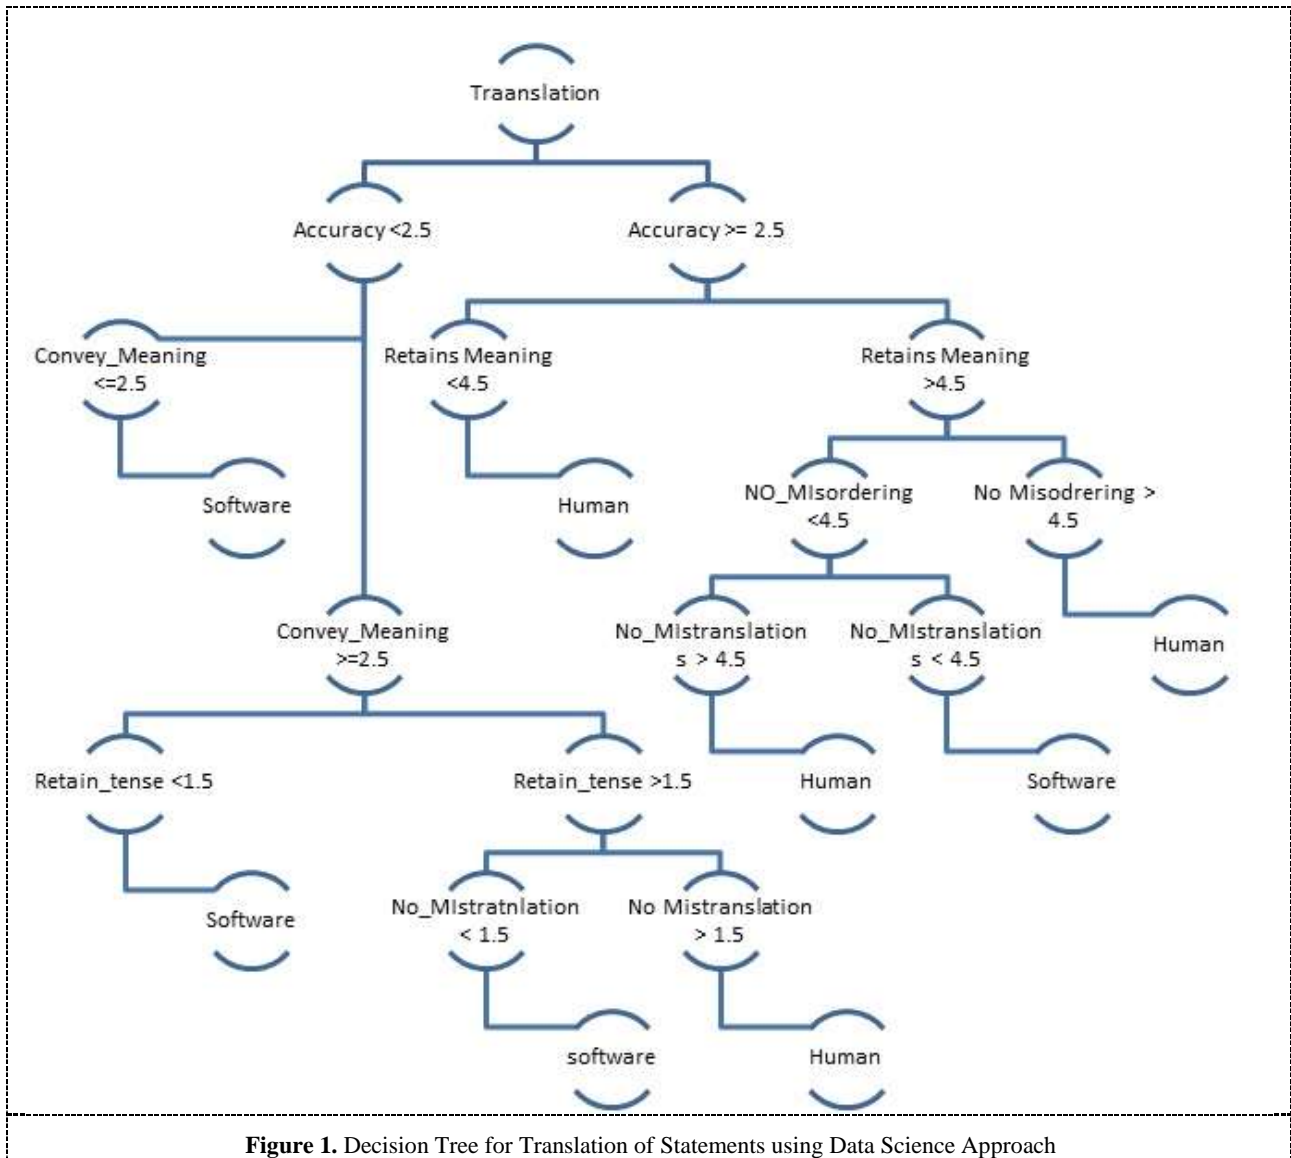 Traanslation
Accuracy <2.5
Accuracy >= 2.5
Convey_Meaning
<=2.5
Retains Meaning
<4.5
Retains Meaning
>4.5
Software
Human
NO_MIsordering
<4.5
No Misodrering >
4.5
Convey_Meaning
>=2.5
No_MIstranslation
s > 4.5
No_MIstranslation
s < 4.5
Human
Retain_tense <1.5
Retain_tense >1.5
Human
Software
Software
No_MIstratnlation
< 1.5
No Mistranslation
> 1.5
software
Human
Figure 1. Decision Tree for Translation of Statements using Data Science Approach